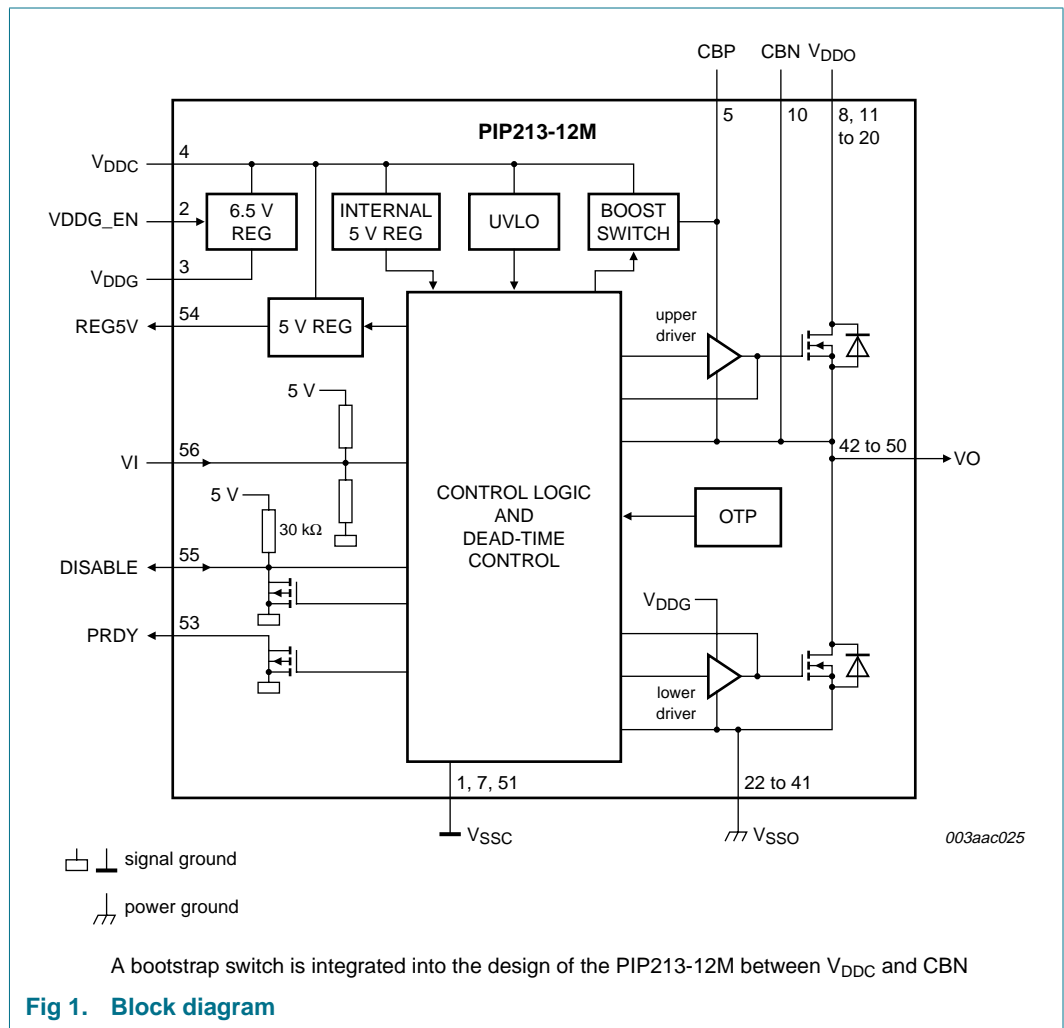 CBP CBN VDDO
5 10 8, 11
to 20
PIP213-12M
VDDC 4
VDDG_EN 2
6.5 V
REG
INTERNAL
5 V REG
UVLO
BOOST
SWITCH
VDDG 3
REG5V 54
5 V REG
upper
driver
5 V
VI 56
42 to 50 VO
5 V
30 kΩ
CONTROL LOGIC
AND
DEAD-TIME
CONTROL
OTP
DISABLE 55
VDDG
PRDY 53
lower
driver
1, 7, 51
22 to 41
VSSC
VSSO
003aac025
signal ground
power ground
A bootstrap switch is integrated into the design of the PIP213-12M between VDDC and CBN
Fig 1. Block diagram